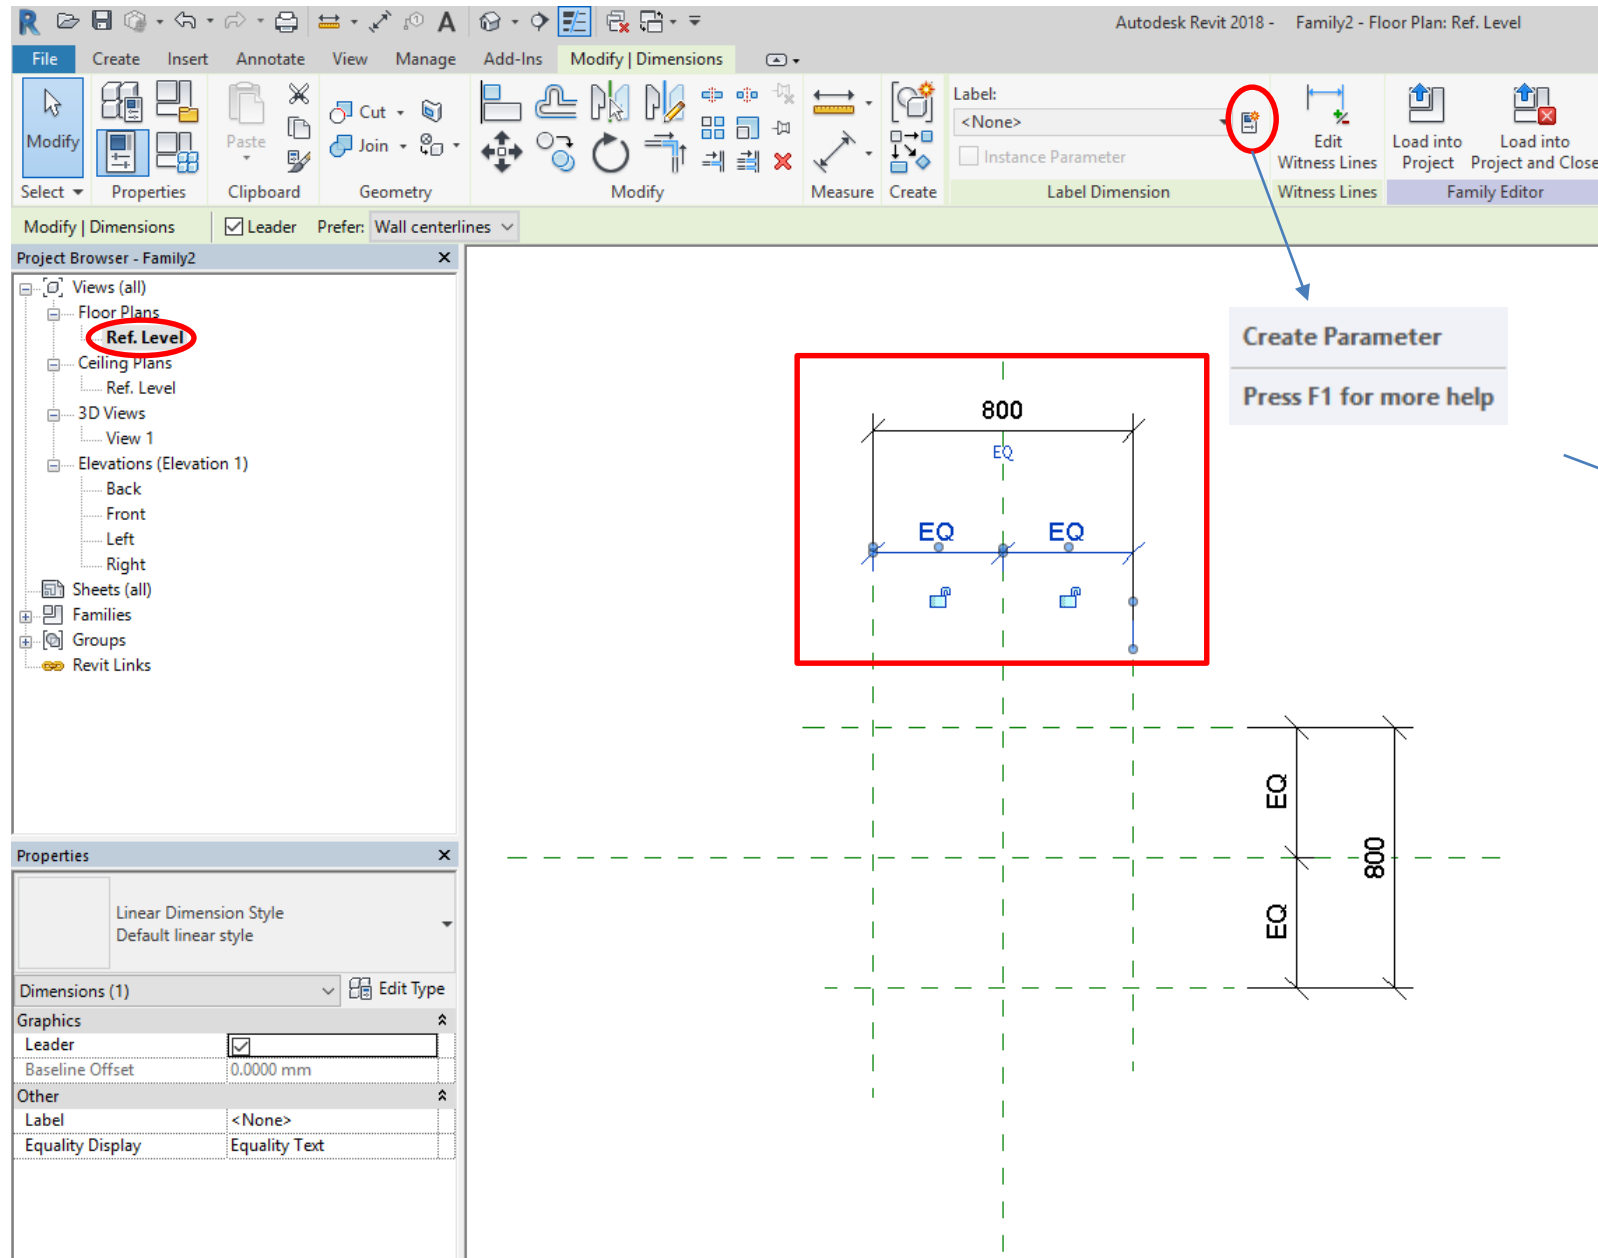 Autodesk Revit 2018 - Family2 - Floor Plan: Ref. Level
File Create Insert Annotate View Manage Add-Ins Modify | Dimensions
Modify
Paste
Cut
Join
Label:
<None>
Instance Parameter
Edit
Witness Lines
Load into
Project
Load into
Project and Close
Select Properties Clipboard Geometry Modify Measure Create Label Dimension Witness Lines Family Editor
Modify | Dimensions Leader Prefer: Wall centerlines
Project Browser - Family2
Views (all)
Floor Plans
Ref. Level
Ceiling Plans
Ref. Level
3D Views
View 1
Elevations (Elevation 1)
Back
Front
Left
Right
Sheets (all)
Families
Groups
Revit Links
Properties
Linear Dimension Style
Default linear style
Dimensions (1) Edit Type
Graphics
Leader
Baseline Offset 0.0000 mm
Other
Label <None>
Equality Display Equality Text
Create Parameter
Press F1 for more help
800
EQ
EQ EQ
EQ
800
EQ